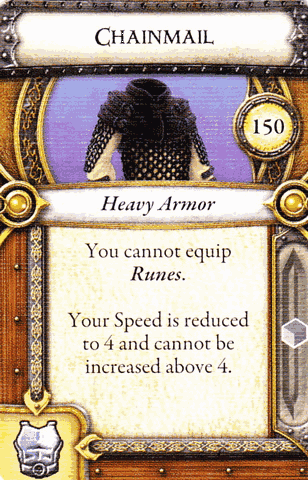 CHAINMAIL
150
Heavy Armor
You cannot equip
Runes.
Your Speed is reduced
to 4 and cannot be
increased above 4.